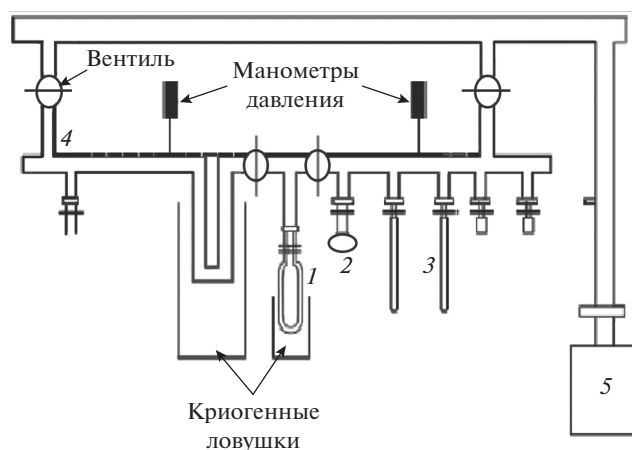 Вентиль
Манометры
давления
4
1
2
3
5
Криогенные
ловушки